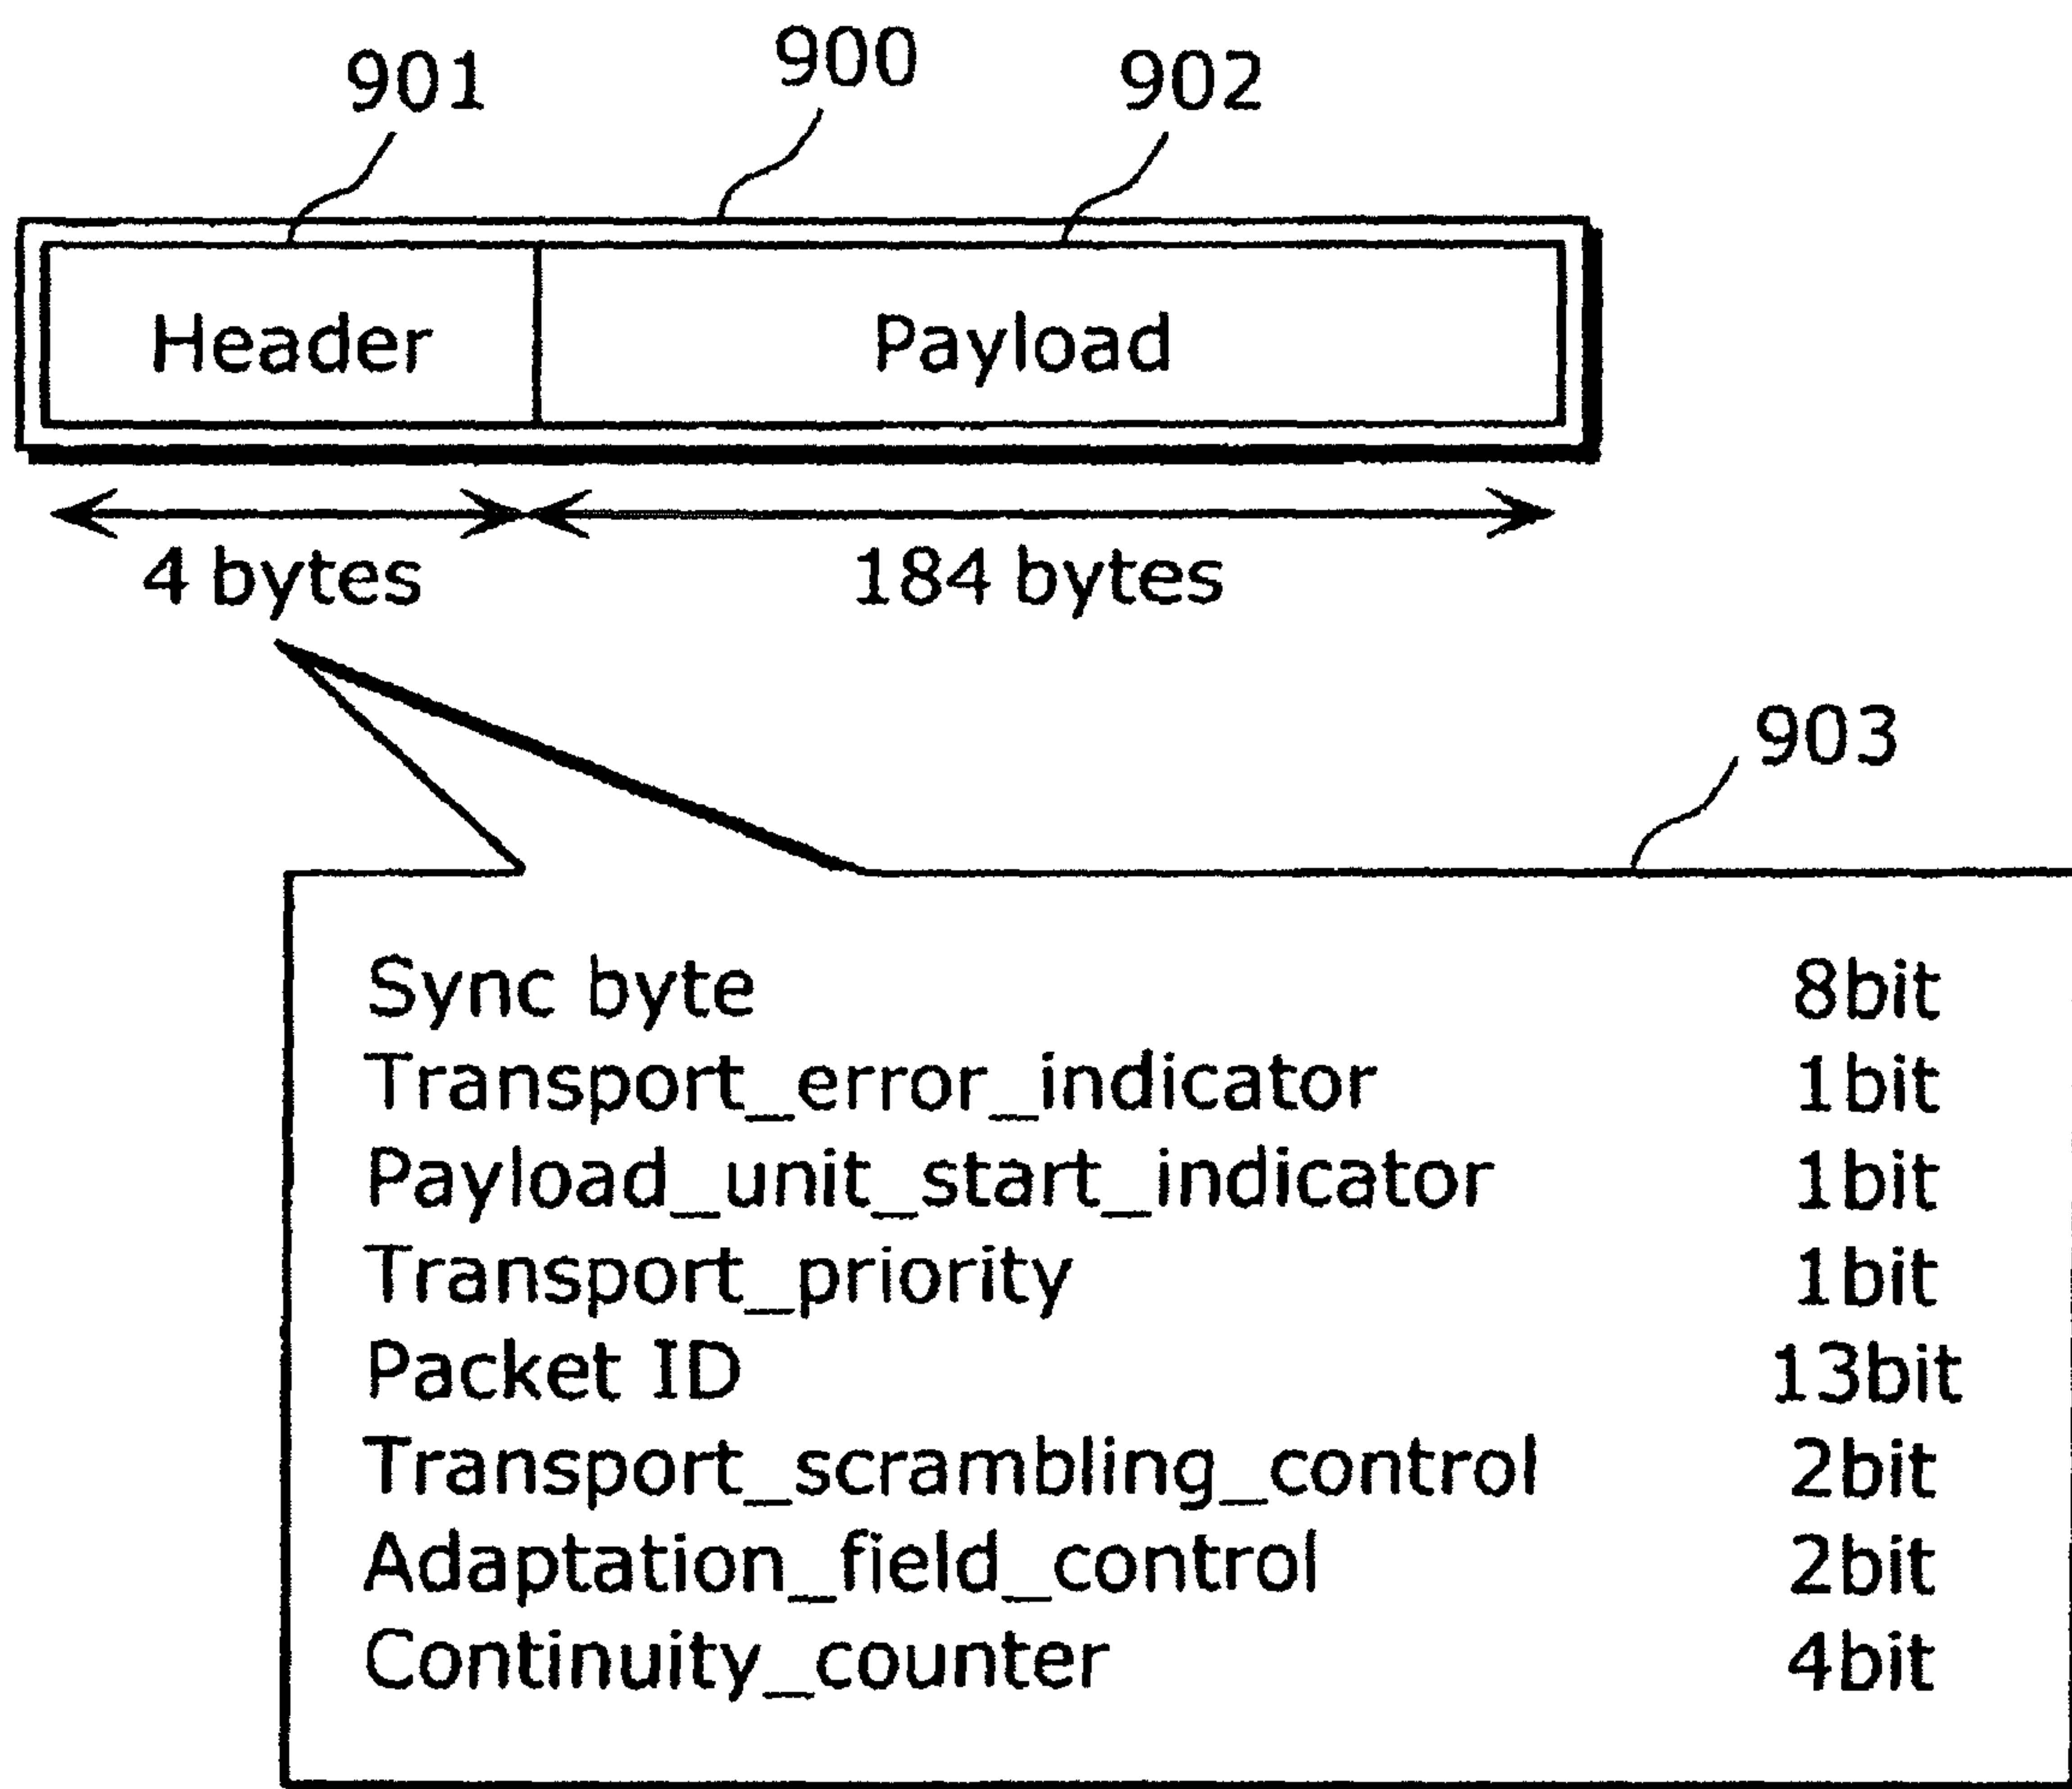 901 900 902
Header Payload
4 bytes 184 bytes
903
Sync byte 8bit
Transport_error_indicator 1bit
Payload_unit_start_indicator 1bit
Transport_priority 1bit
Packet ID 13bit
Transport_scrambling_control 2bit
Adaptation_field_control 2bit
Continuity_counter 4bit